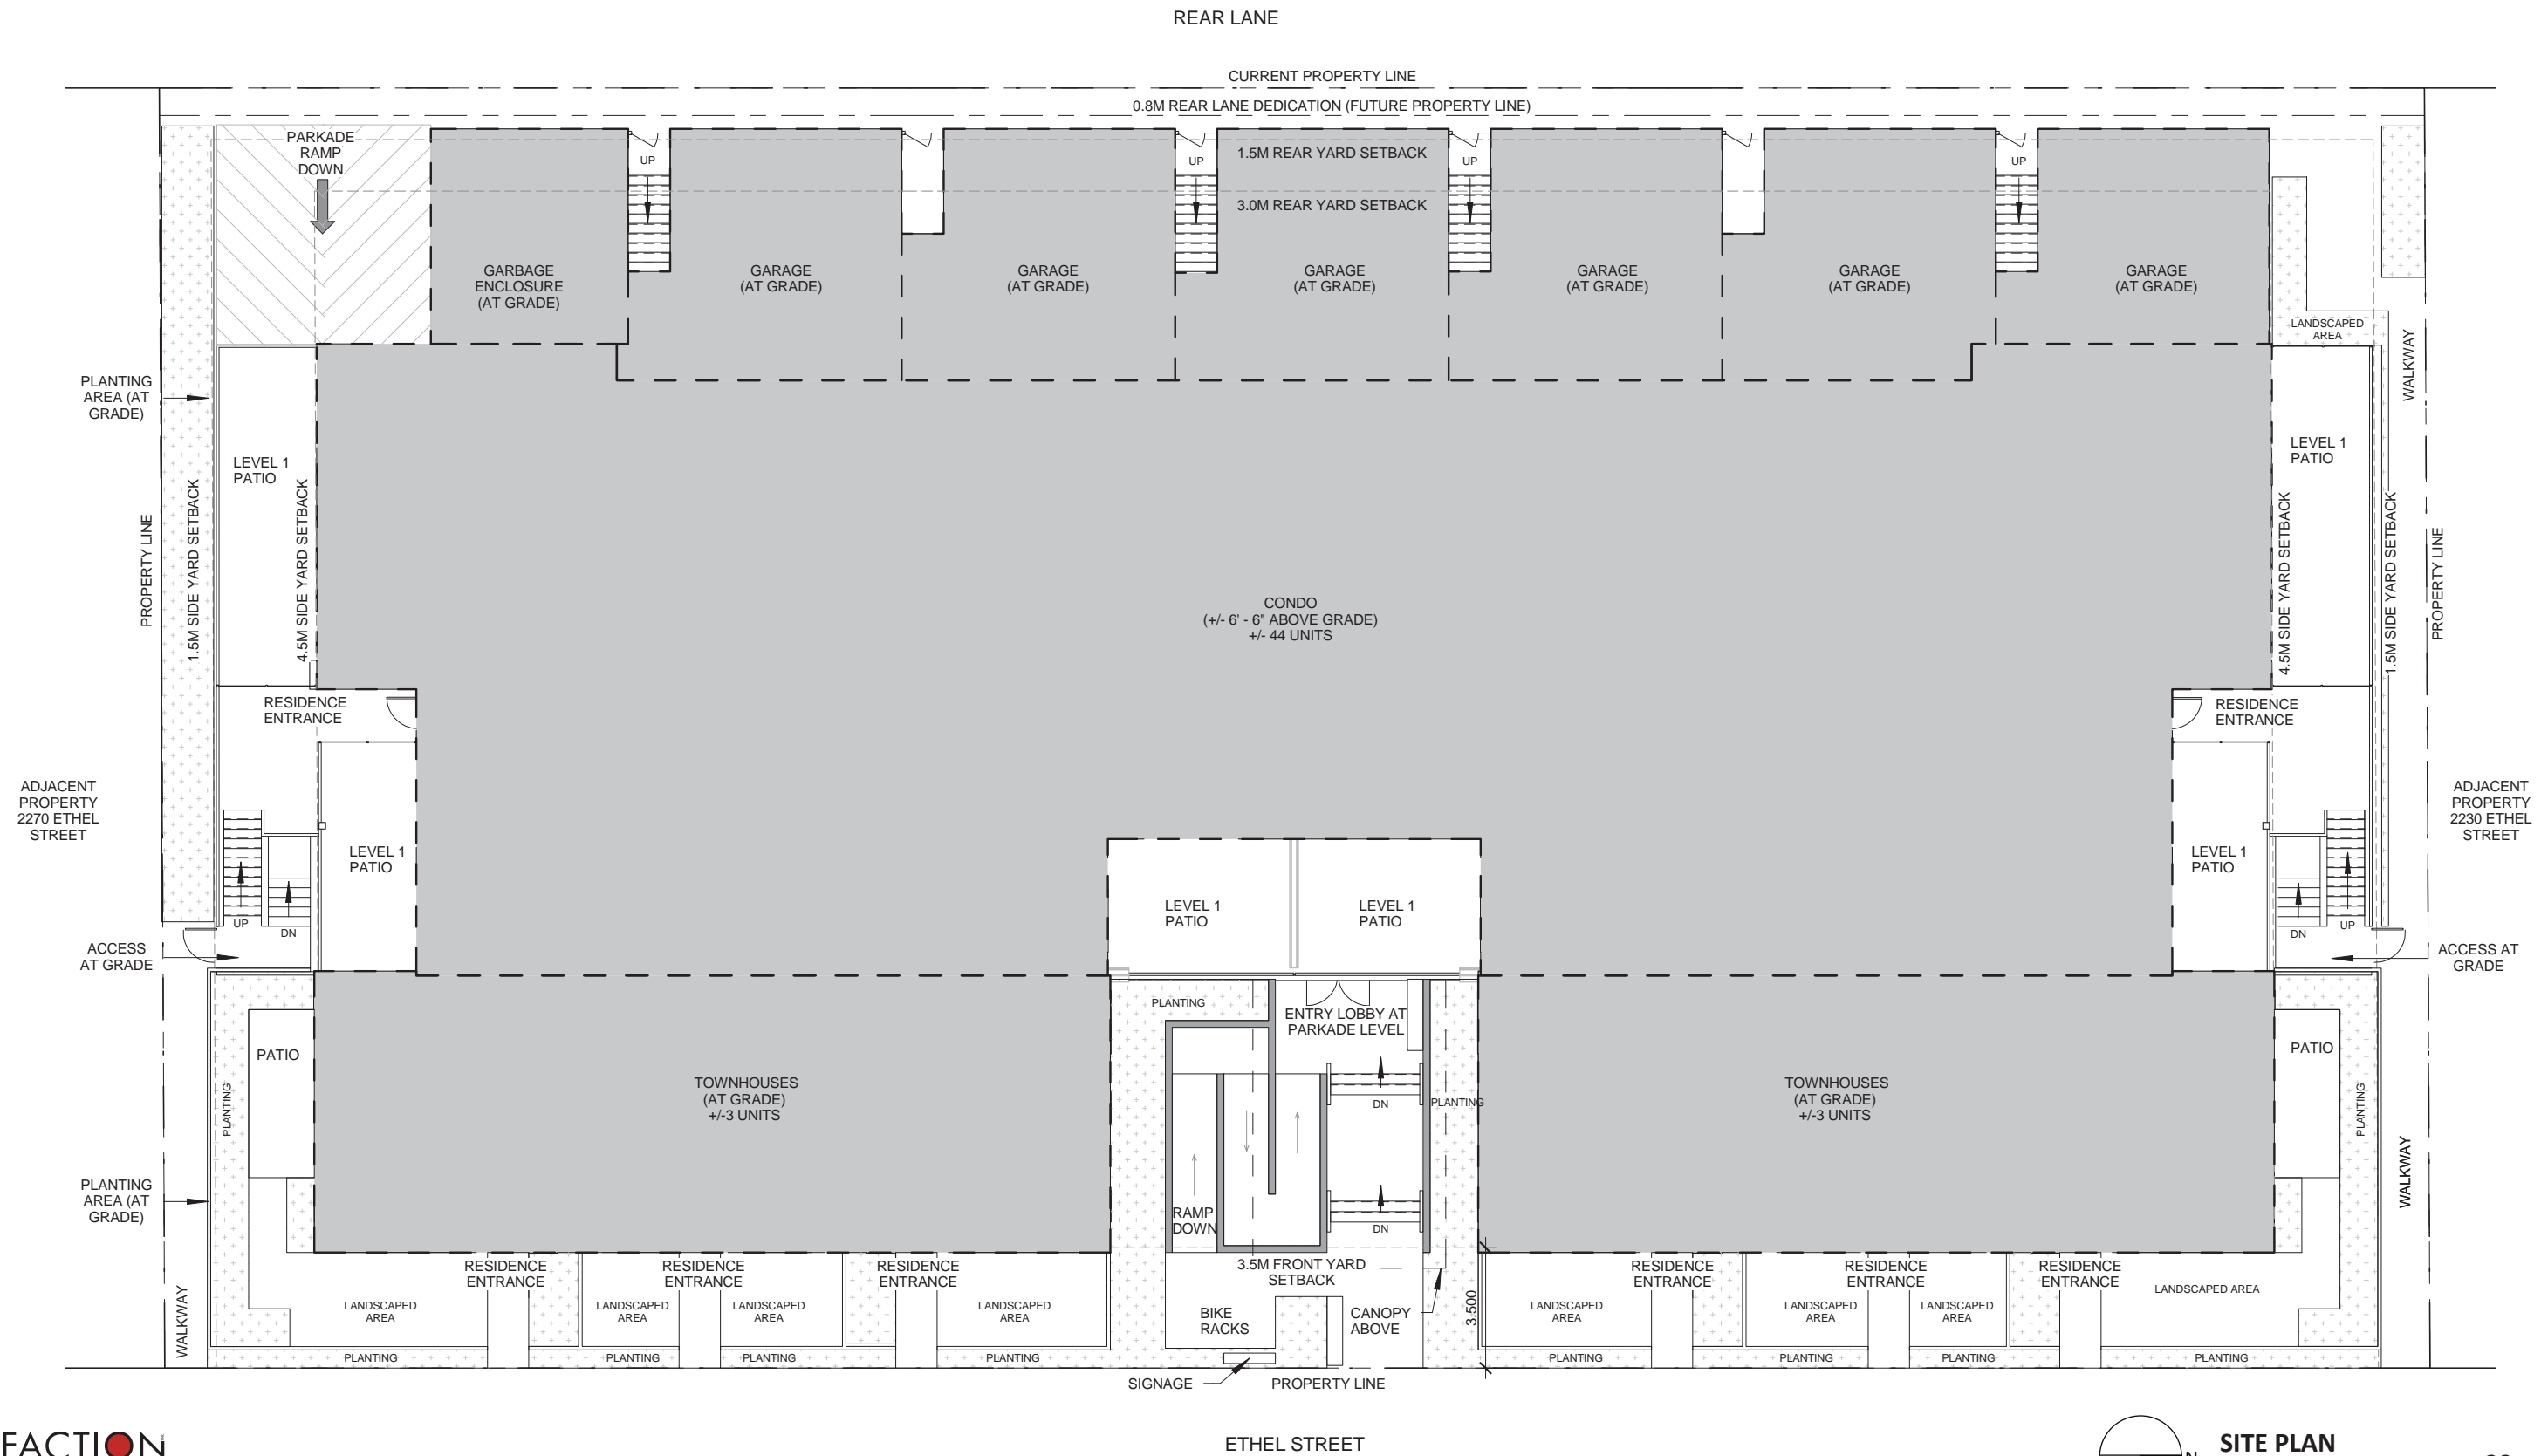 REAR LANE
CURRENT PROPERTY LINE
0.8M REAR LANE DEDICATION (FUTURE PROPERTY LINE)
PARKADE
RAMP
DOWN
UP
UP
UP
UP
1.5M REAR YARD SETBACK
3.0M REAR YARD SETBACK
GARBAGE
ENCLOSURE
(AT GRADE)
GARAGE
(AT GRADE)
GARAGE
(AT GRADE)
GARAGE
(AT GRADE)
GARAGE
(AT GRADE)
GARAGE
(AT GRADE)
GARAGE
(AT GRADE)
LANDSCAPED
AREA
WALKWAY
PLANTING
AREA (AT
GRADE)
LEVEL 1
PATIO
LEVEL 1
PATIO
PROPERTY LINE
1.5M SIDE YARD SETBACK
4.5M SIDE YARD SETBACK
4.5M SIDE YARD SETBACK
1.5M SIDE YARD SETBACK
PROPERTY LINE
CONDO
(+/- 6' - 6" ABOVE GRADE)
+/- 44 UNITS
RESIDENCE
ENTRANCE
RESIDENCE
ENTRANCE
ADJACENT
PROPERTY
2270 ETHEL
STREET
ADJACENT
PROPERTY
2230 ETHEL
STREET
LEVEL 1
PATIO
LEVEL 1
PATIO
LEVEL 1
PATIO
LEVEL 1
PATIO
UP
DN
DN
UP
ACCESS
AT GRADE
ACCESS AT
GRADE
PLANTING
ENTRY LOBBY AT
PARKADE LEVEL
PATIO
PATIO
PLANTING
TOWNHOUSES
(AT GRADE)
+/-3 UNITS
DN
PLANTING
TOWNHOUSES
(AT GRADE)
+/-3 UNITS
PLANTING
WALKWAY
PLANTING
AREA (AT
GRADE)
RAMP
DOWN
DN
3.5M FRONT YARD
SETBACK
RESIDENCE
ENTRANCE
RESIDENCE
ENTRANCE
RESIDENCE
ENTRANCE
RESIDENCE
ENTRANCE
RESIDENCE
ENTRANCE
RESIDENCE
ENTRANCE
WALKWAY
LANDSCAPED
AREA
LANDSCAPED
AREA
LANDSCAPED
AREA
LANDSCAPED
AREA
BIKE
RACKS
CANOPY
ABOVE
3.500
LANDSCAPED
AREA
LANDSCAPED
AREA
LANDSCAPED
AREA
LANDSCAPED AREA
PLANTING
PLANTING
PLANTING
PLANTING
PLANTING
PLANTING
PLANTING
PLANTING
SIGNAGE
PROPERTY LINE
ETHEL STREET
FACTION
N
SITE PLAN